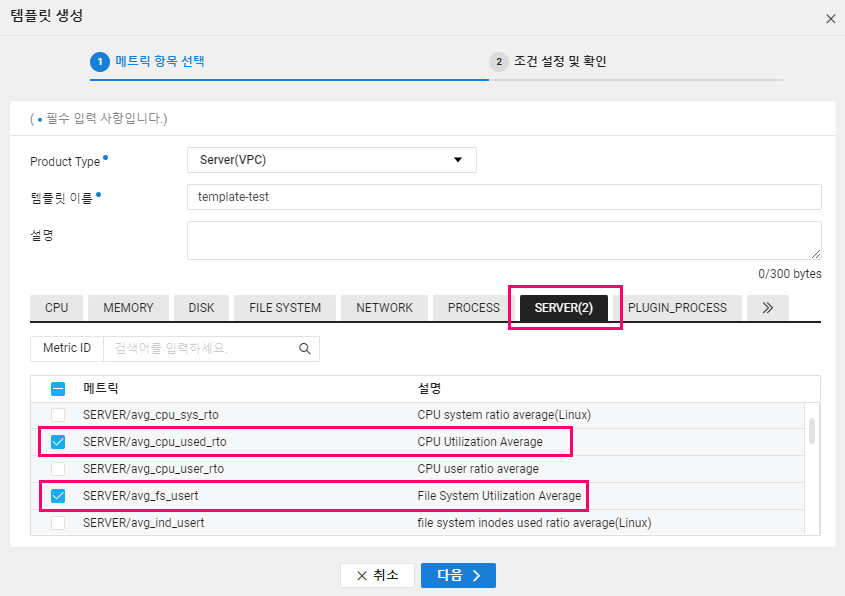 템플릿 생성
1 메트릭 항목 선택
2 조건 설정 및 확인
( • 필수 입력 사항입니다.)
Product Type
Server(VPC)
템플릿 이름
template-test
설명
0/300 bytes
CPU MEMORY DISK FILE SYSTEM NETWORK PROCESS SERVER(2) PLUGIN_PROCESS
Metric ID 검색어를 입력하세요.
메트릭 설명
SERVER/avg_cpu_sys_rto CPU system ratio average(Linux)
SERVER/avg_cpu_used_rto CPU Utilization Average
SERVER/avg_cpu_user_rto CPU user ratio average
SERVER/avg_fs_usert File System Utilization Average
SERVER/avg_ind_usert file system inodes used ratio average(Linux)
취소 다음